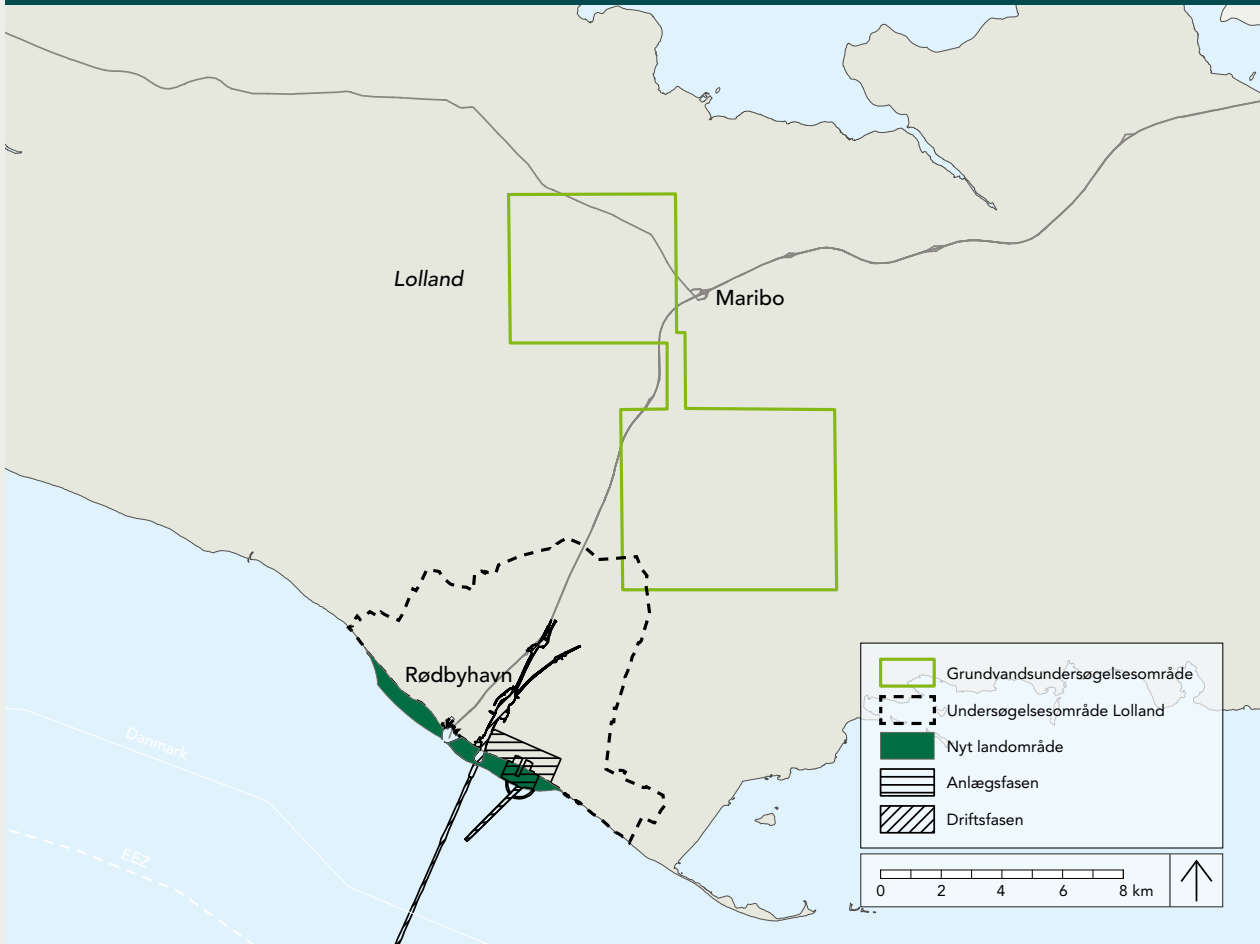 Lolland
Maribo
Rødbyhavn
Danmark
EEZ
Grundvandsundersøgelsesområde
Undersøgelsesområde Lolland
Nyt landområde
Anlægsfasen
Driftsfasen
0 2 4 6 8 km